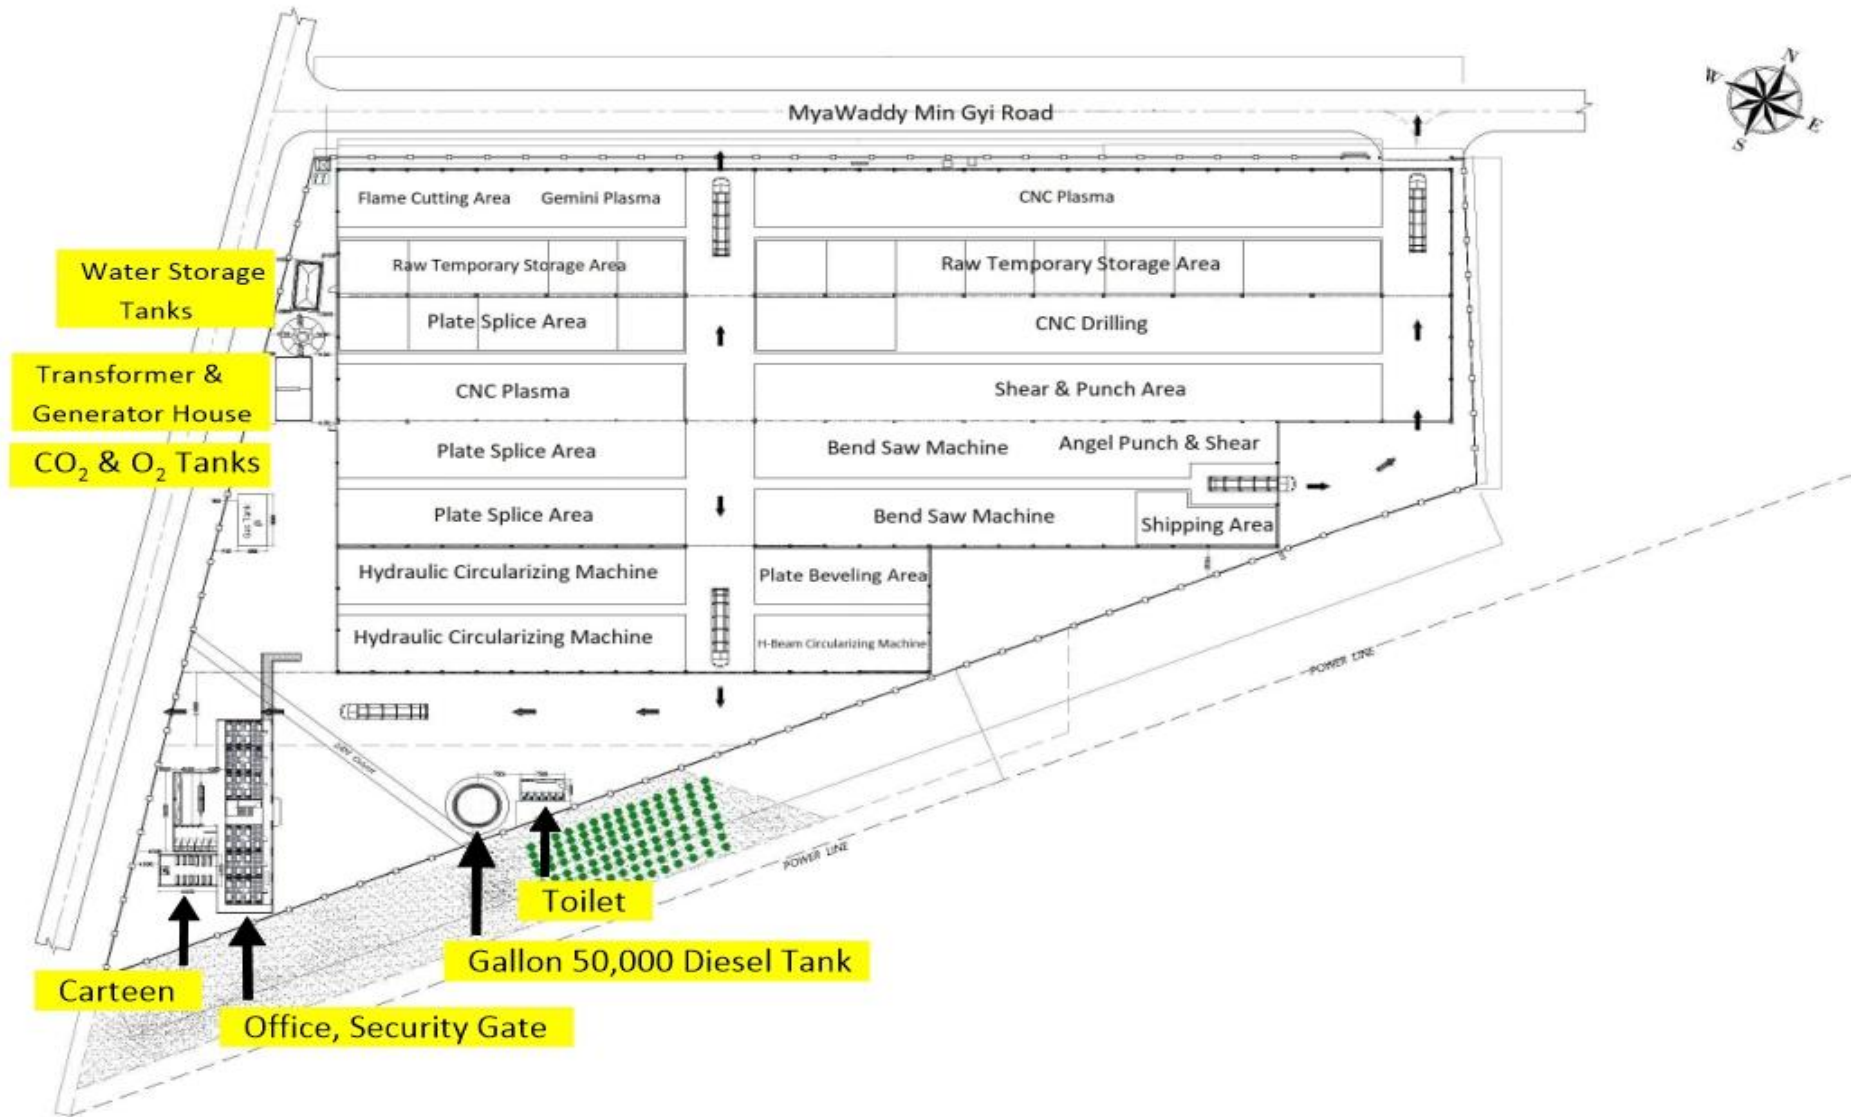 N
W
E
S
MyaWaddy Min Gyi Road
Flame Cutting Area
Gemini Plasma
CNC Plasma
Water Storage
Tanks
Raw Temporary Storage Area
Raw Temporary Storage Area
Plate Splice Area
CNC Drilling
Transformer &
Generator House
CNC Plasma
Shear & Punch Area
CO₂ & O₂ Tanks
Plate Splice Area
Bend Saw Machine
Angel Punch & Shear
Gas Tank
Plate Splice Area
Bend Saw Machine
Shipping Area
Hydraulic Circularizing Machine
Plate Beveling Area
Hydraulic Circularizing Machine
H-Beam Circularizing Machine
POWER LINE
POWER LINE
Toilet
Gallon 50,000 Diesel Tank
Carteen
Office, Security Gate